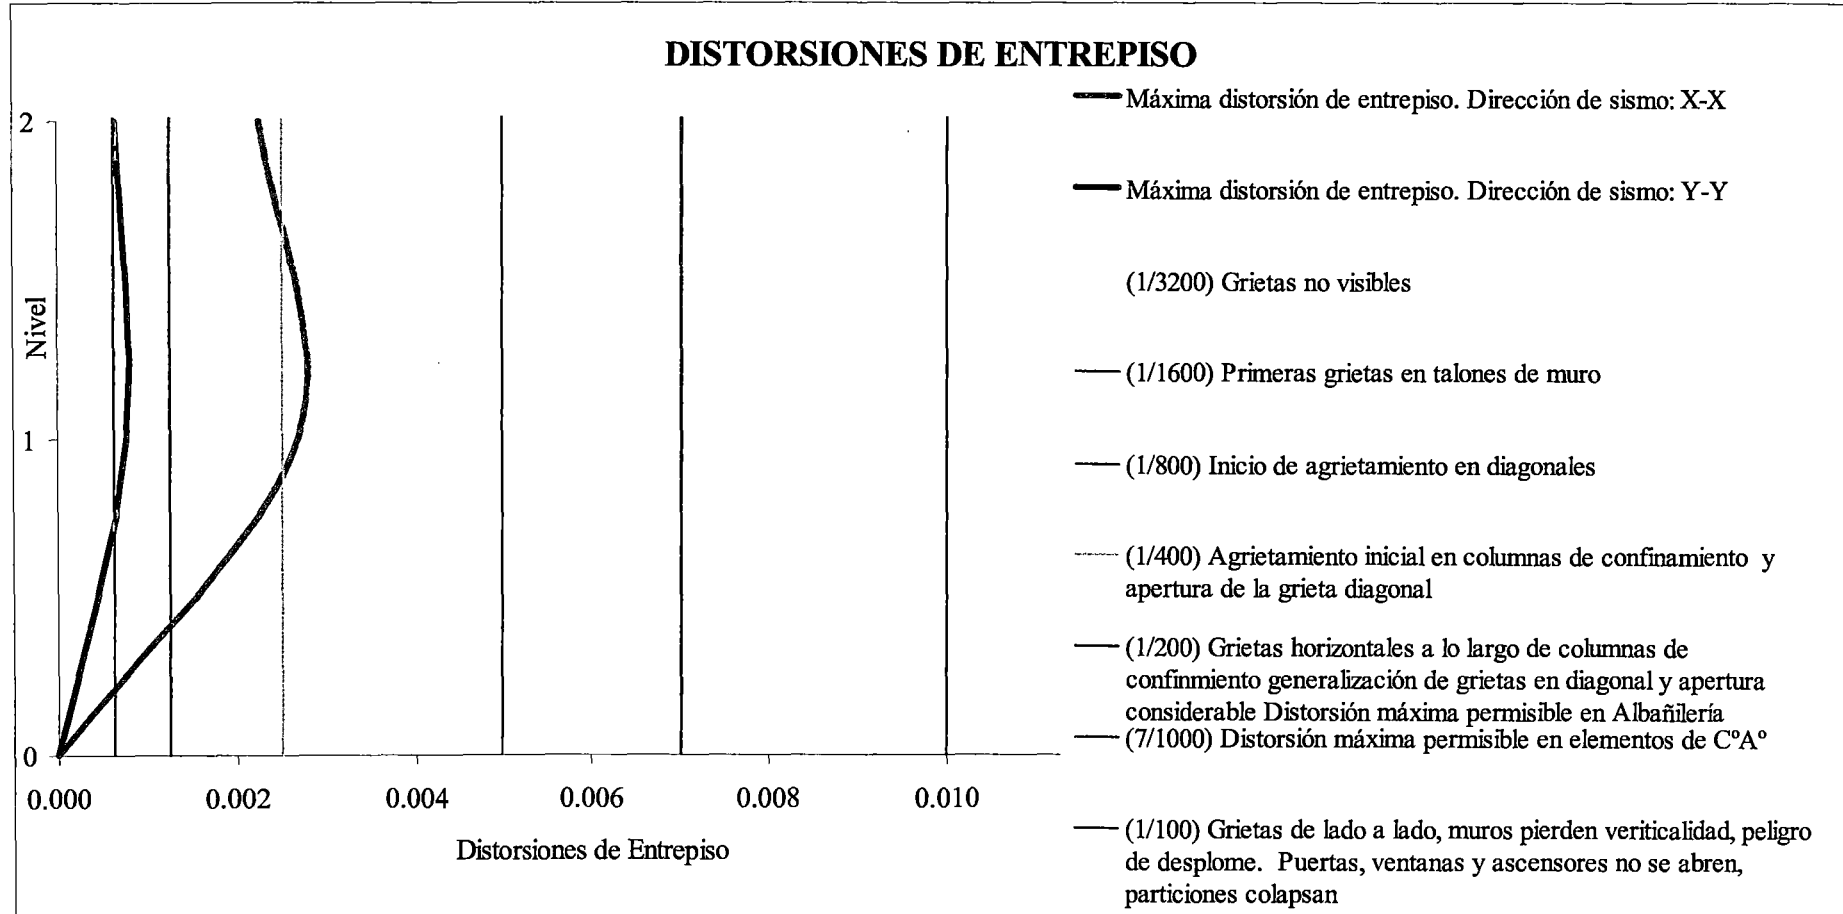 DISTORSIONES DE ENTREPISO
Máxima distorsión de entrepiso. Dirección de sismo: X-X
Máxima distorsión de entrepiso. Dirección de sismo: Y-Y
(1/3200) Grietas no visibles
(1/1600) Primeras grietas en talones de muro
(1/800) Inicio de agrietamiento en diagonales
(1/400) Agrietamiento inicial en columnas de confinamiento y
apertura de la grieta diagonal
(1/200) Grietas horizontales a lo largo de columnas de
confinmiento generalización de grietas en diagonal y apertura
considerable Distorsión máxima permisible en Albañilería
(7/1000) Distorsión máxima permisible en elementos de CºAº
(1/100) Grietas de lado a lado, muros pierden veriticalidad, peligro
de desplome. Puertas, ventanas y ascensores no se abren,
particiones colapsan
Nivel
2
1
0
0.000 0.002 0.004 0.006 0.008 0.010
Distorsiones de Entrepiso